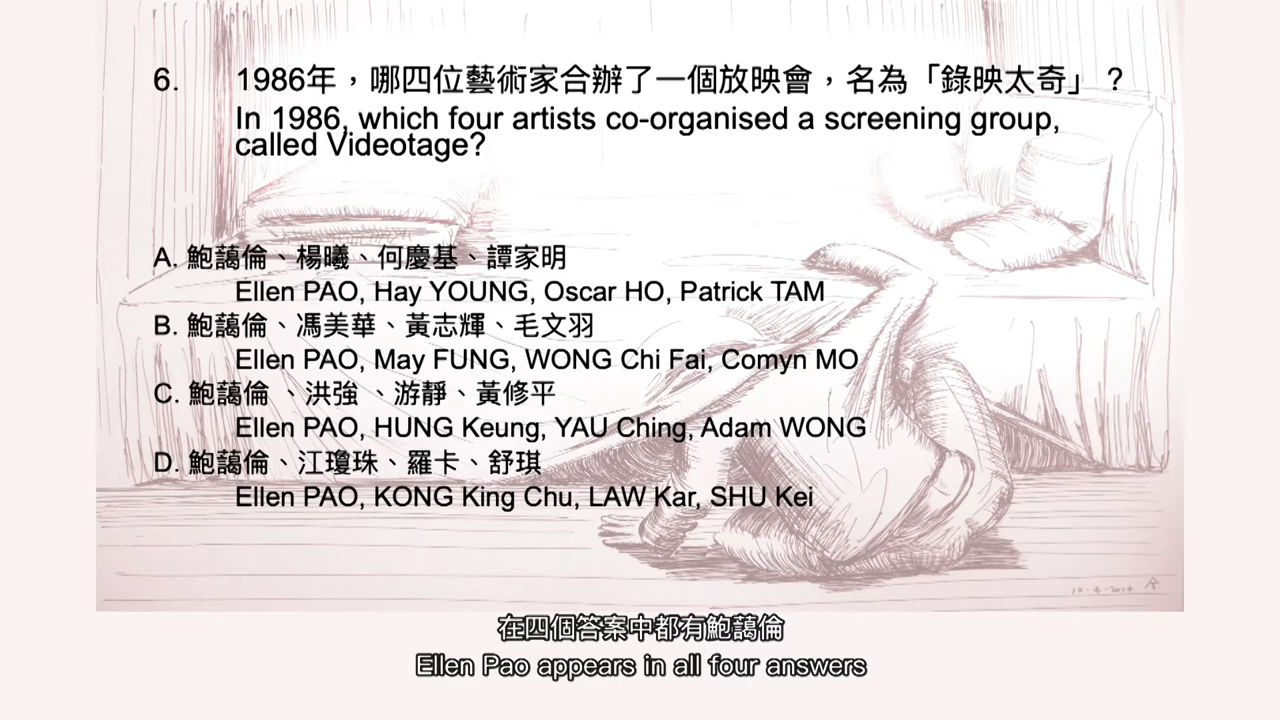 6. 1986年，哪四位藝術家合辦了一個放映會，名為「錄映太奇」？
In 1986, which four artists co-organised a screening group,
called Videotage?
A. 鮑藹倫、楊曦、何慶基、譚家明
Ellen PAO, Hay YOUNG, Oscar HO, Patrick TAM
B. 鮑藹倫、馮美華、黃志輝、毛文羽
Ellen PAO, May FUNG, WONG Chi Fai, Comyn MO
C. 鮑藹倫 、洪強 、游靜、黃修平
Ellen PAO, HUNG Keung, YAU Ching, Adam WONG
D. 鮑藹倫、江瓊珠、羅卡、舒琪
Ellen PAO, KONG King Chu, LAW Kar, SHU Kei
在四個答案中都有鮑藹倫
Ellen Pao appears in all four answers